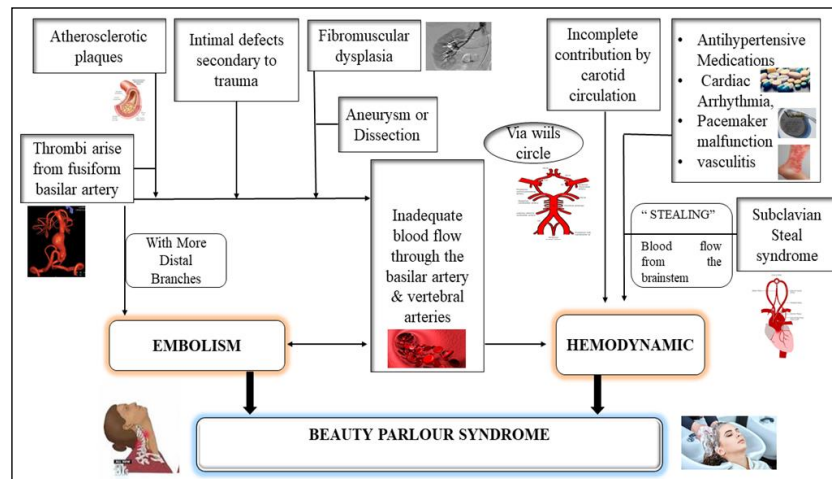 Atherosclerotic
plaques
Intimal defects
secondary to
trauma
Fibromuscular
dysplasia
Incomplete
contribution by
carotid
circulation
• Antihypertensive
Medications
• Cardiac
Arrhythmia,
• Pacemaker
malfunction
• vasculitis
Aneurysm or
Dissection
Thrombi arise
from fusiform
basilar artery
Via wiils
circle
Inadequate
blood flow
through the
basilar artery
& vertebral
arteries
With More
Distal
Branches
“ STEALING”
Blood flow
from the
brainstem
Subclavian
Steal
syndrome
EMBOLISM
HEMODYNAMIC
BEAUTY PARLOUR SYNDROME